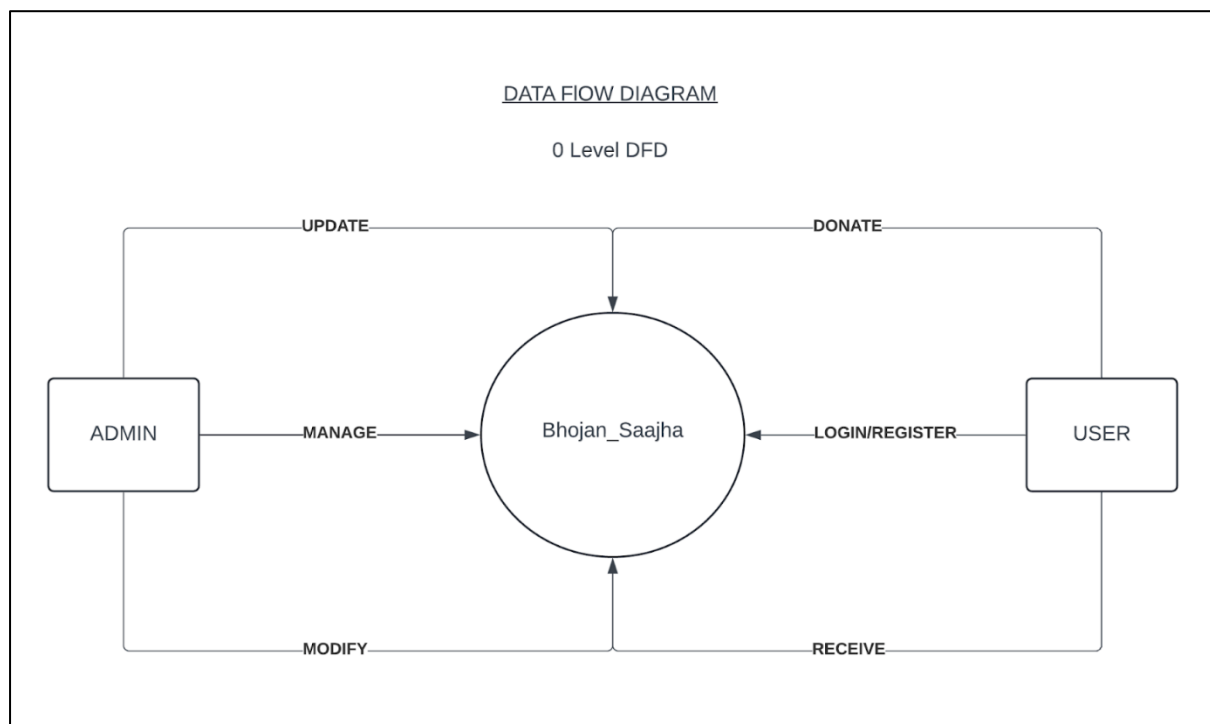 DATA FlOW DIAGRAM
0 Level DFD
UPDATE
DONATE
ADMIN
MANAGE
Bhojan_Saajha
LOGIN/REGISTER
USER
MODIFY
RECEIVE